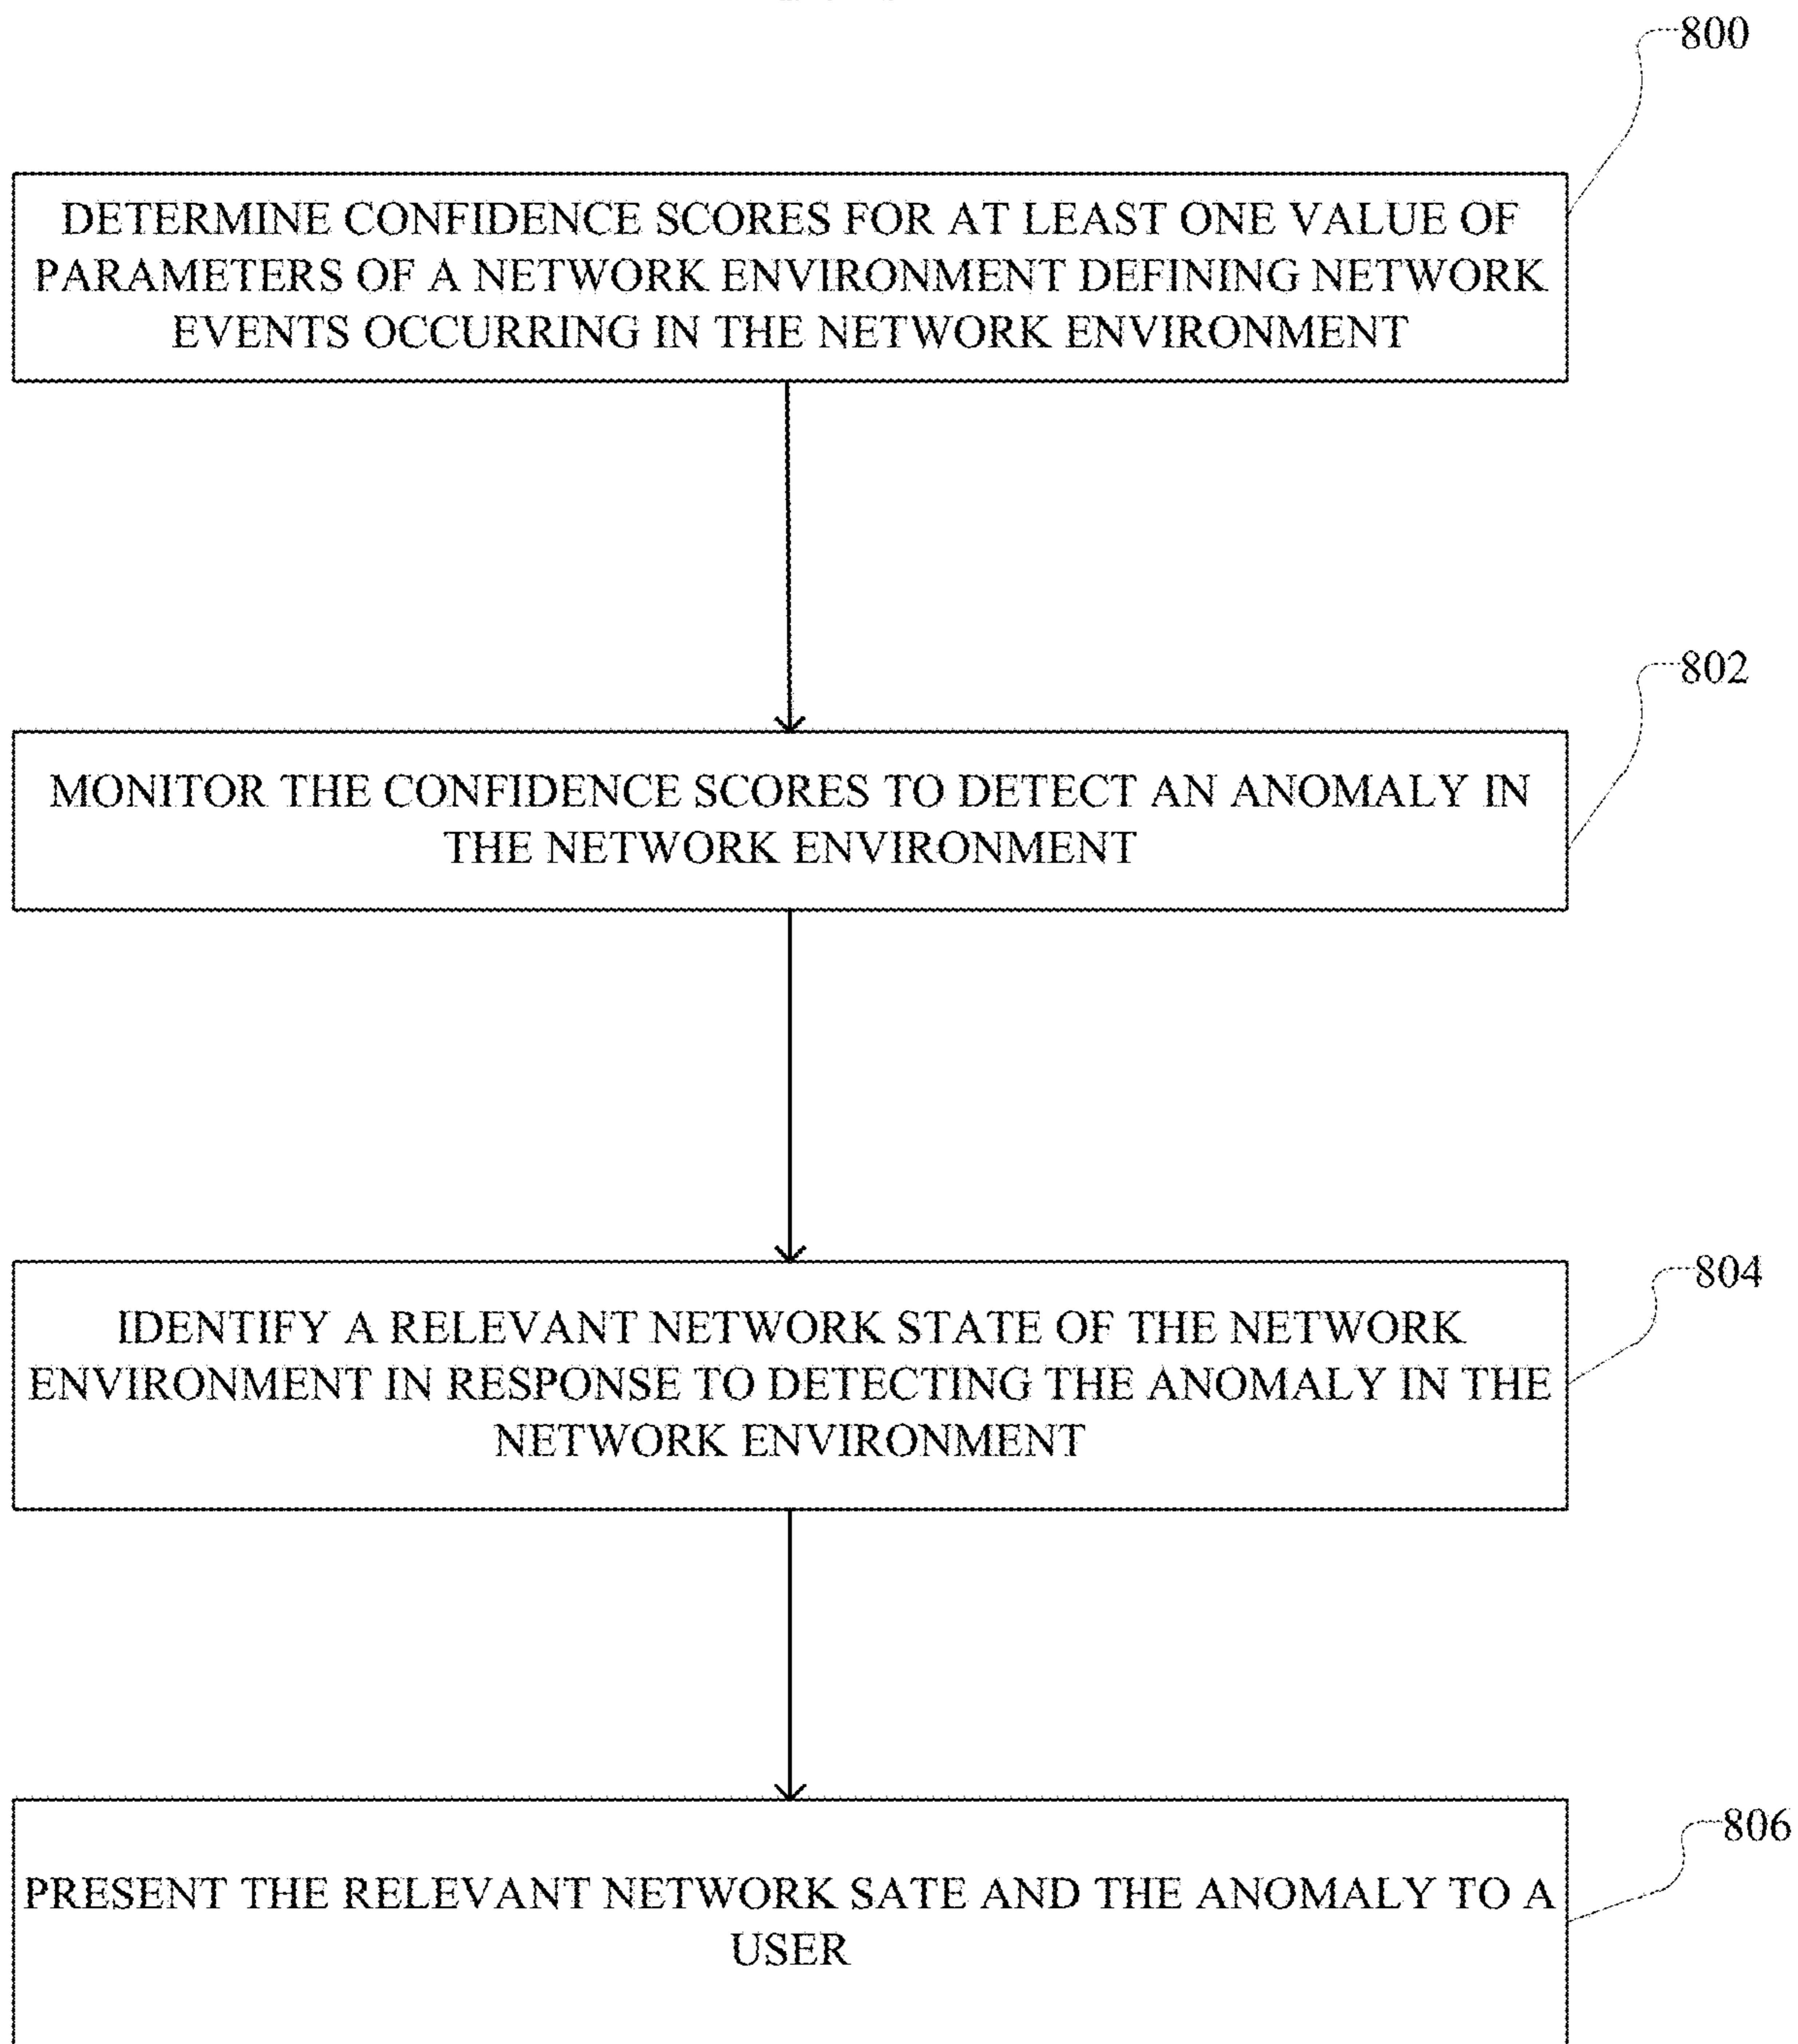 800
DETERMINE CONFIDENCE SCORES FOR AT LEAST ONE VALUE OF
PARAMETERS OF A NETWORK ENVIRONMENT DEFINING NETWORK
EVENTS OCCURRING IN THE NETWORK ENVIRONMENT
802
MONITOR THE CONFIDENCE SCORES TO DETECT AN ANOMALY IN
THE NETWORK ENVIRONMENT
804
IDENTIFY A RELEVANT NETWORK STATE OF THE NETWORK
ENVIRONMENT IN RESPONSE TO DETECTING THE ANOMALY IN THE
NETWORK ENVIRONMENT
806
PRESENT THE RELEVANT NETWORK SATE AND THE ANOMALY TO A
USER